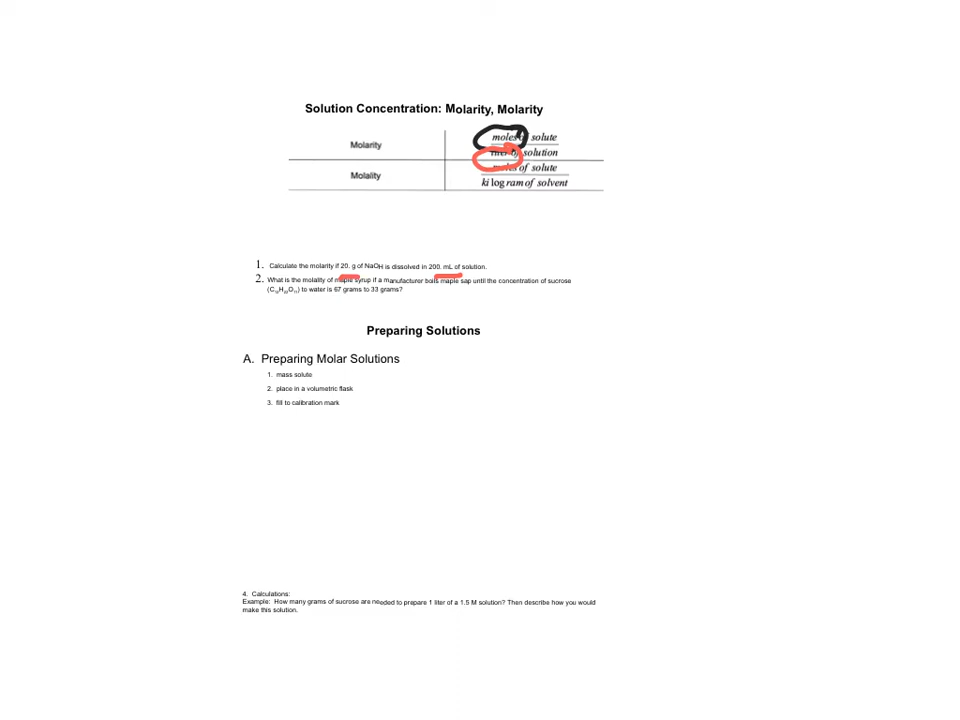 Solution Concentration: Molarity, Molarity
Molarity
moles of solute
solution
Molality
moles of solute
kilogram of solvent
1. Calculate the molarity if 20. g of NaOH is dissolved in 200. mL of solution.
2. What is the molality of maple syrup if a manufacturer boils maple sap until the concentration of sucrose
(C₁₂H₂₂O₁₁) to water is 67 grams to 33 grams?
Preparing Solutions
A. Preparing Molar Solutions
1. mass solute
2. place in a volumetric flask
3. fill to calibration mark
4. Calculations:
Example: How many grams of sucrose are needed to prepare 1 liter of a 1.5 M solution? Then describe how you would
make this solution.